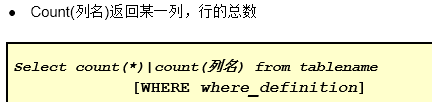 ● Count(列名)返回某一列，行的总数
Select count(*)|count(列名) from tablename
[WHERE where_definition]